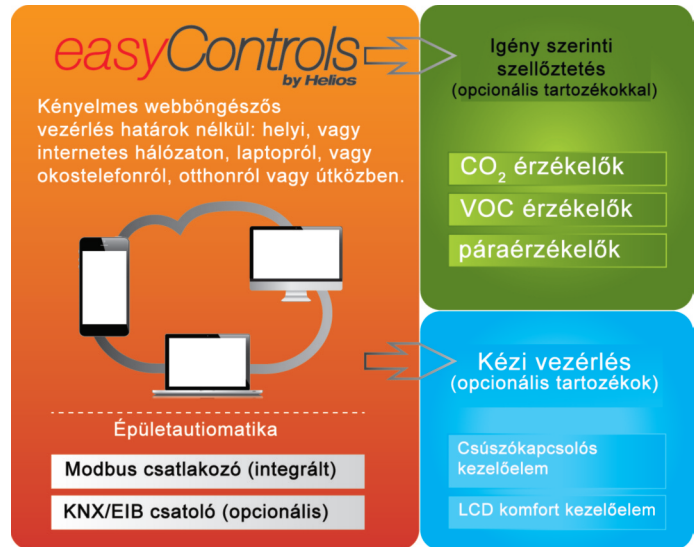 easyControls
by Helios
Kényelmes webböngészős
vezérlés határok nélkül: helyi, vagy
internetes hálózaton, laptopról, vagy
okostelefonról, otthonról vagy útközben.
Épületautiomatika
Modbus csatlakozó (integrált)
KNX/EIB csatoló (opcionális)
Igény szerinti
szellőztetés
(opcionális tartozékokkal)
CO₂ érzékelők
VOC érzékelők
páraérzékelők
Kézi vezérlés
(opcionális tartozékok)
Csúszókapcsolós
kezelőelem
LCD komfort kezelőelem